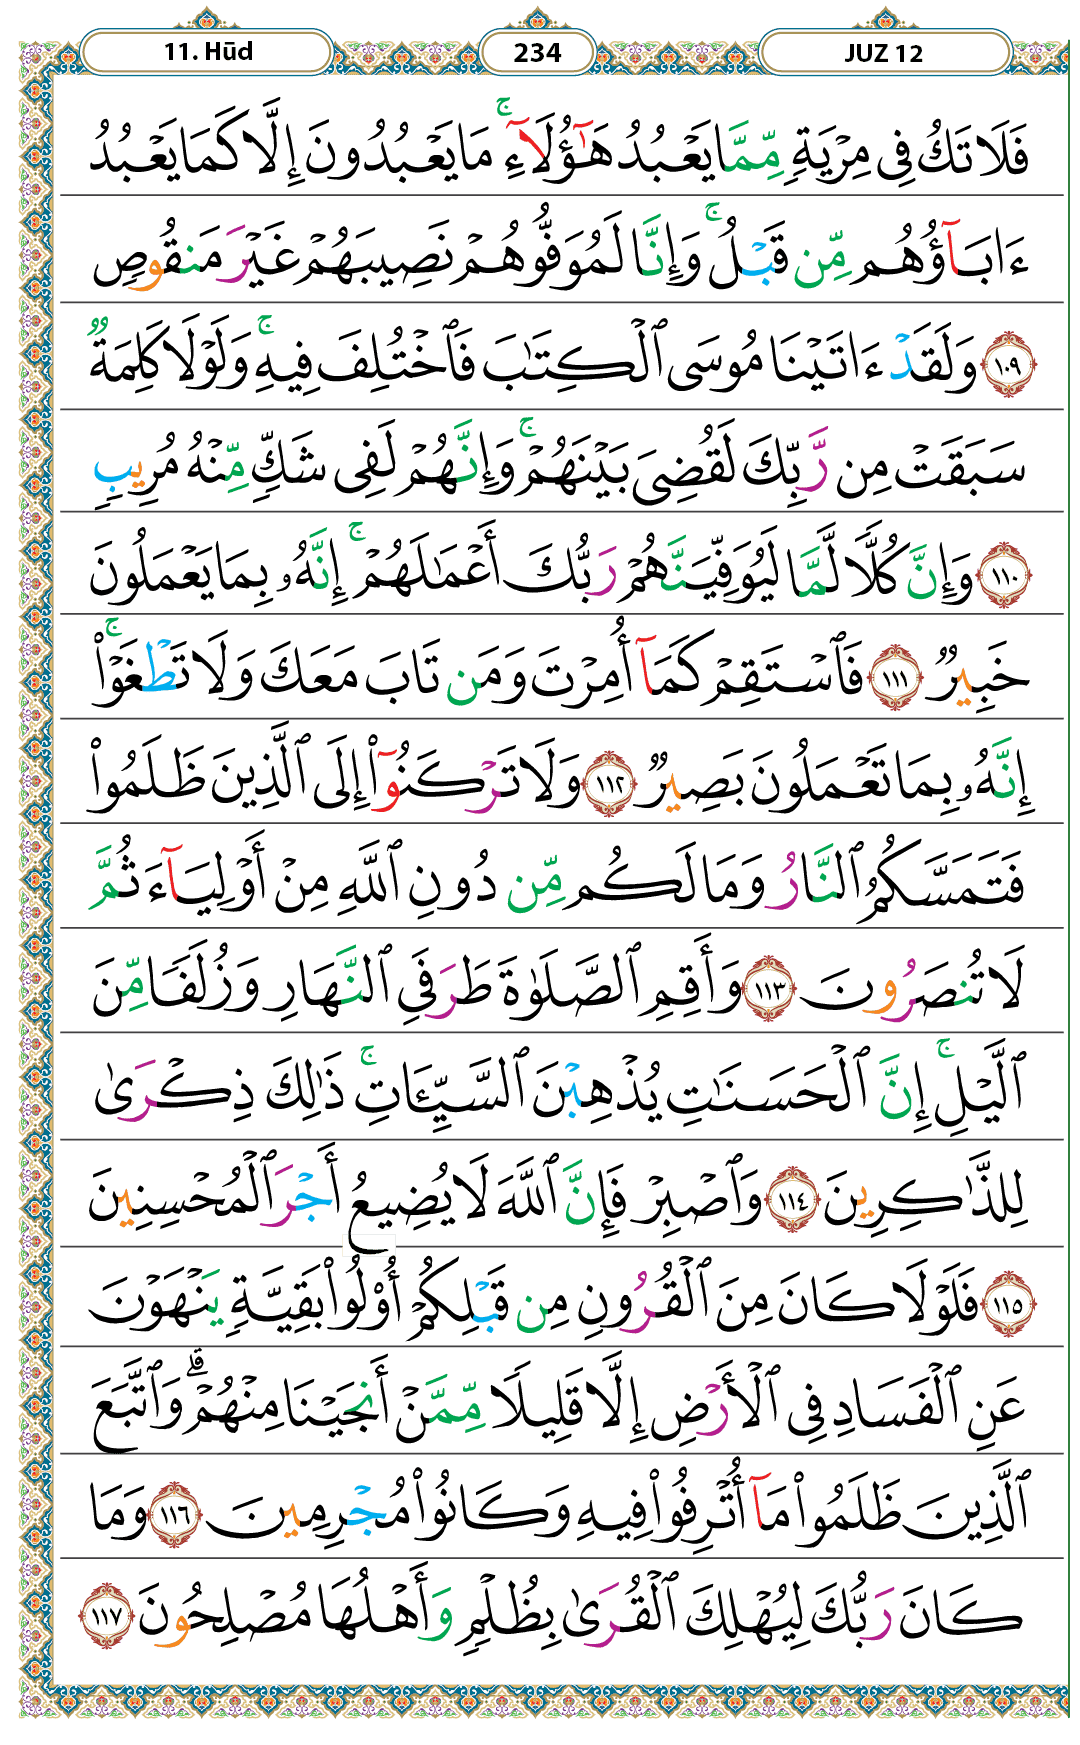 11. Hūd
234
JUZ 12
فَلَا تَكُ فِى مِرْيَةٍ مِّمَّا يَعْبُدُ هَـٰٓؤُلَآءِ ۚ مَا يَعْبُدُونَ إِلَّا كَمَا يَعْبُدُ
ءَابَآؤُهُم مِّن قَبْلُ ۚ وَإِنَّا لَمُوَفُّوهُمْ نَصِيبَهُمْ غَيْرَ مَنقُوصٍ
١٠٩ وَلَقَدْ ءَاتَيْنَا مُوسَى ٱلْكِتَـٰبَ فَٱخْتُلِفَ فِيهِ ۚ وَلَوْلَا كَلِمَةٌ
سَبَقَتْ مِن رَّبِّكَ لَقُضِىَ بَيْنَهُمْ ۚ وَإِنَّهُمْ لَفِى شَكٍّ مِّنْهُ مُرِيبٍ
١١٠ وَإِنَّ كُلًّا لَّمَّا لَيُوَفِّيَنَّهُمْ رَبُّكَ أَعْمَـٰلَهُمْ ۚ إِنَّهُۥ بِمَا يَعْمَلُونَ
خَبِيرٌ ١١١ فَٱسْتَقِمْ كَمَآ أُمِرْتَ وَمَن تَابَ مَعَكَ وَلَا تَطْغَوْا۟ ۚ
إِنَّهُۥ بِمَا تَعْمَلُونَ بَصِيرٌ ١١٢ وَلَا تَرْكَنُوٓا۟ إِلَى ٱلَّذِينَ ظَلَمُوا۟
فَتَمَسَّكُمُ ٱلنَّارُ وَمَا لَكُم مِّن دُونِ ٱللَّهِ مِنْ أَوْلِيَآءَ ثُمَّ
لَا تُنصَرُونَ ١١٣ وَأَقِمِ ٱلصَّلَوٰةَ طَرَفَىِ ٱلنَّهَارِ وَزُلَفًا مِّنَ
ٱلَّيْلِ ۚ إِنَّ ٱلْحَسَنَـٰتِ يُذْهِبْنَ ٱلسَّيِّـَٔاتِ ۚ ذَٰلِكَ ذِكْرَىٰ
لِلذَّٰكِرِينَ ١١٤ وَٱصْبِرْ فَإِنَّ ٱللَّهَ لَا يُضِيعُ أَجْرَ ٱلْمُحْسِنِينَ
١١٥ فَلَوْلَا كَانَ مِنَ ٱلْقُرُونِ مِن قَبْلِكُمْ أُو۟لُوا۟ بَقِيَّةٍ يَنْهَوْنَ
عَنِ ٱلْفَسَادِ فِى ٱلْأَرْضِ إِلَّا قَلِيلًا مِّمَّنْ أَنجَيْنَا مِنْهُمْ ۗ وَٱتَّبَعَ
ٱلَّذِينَ ظَلَمُوا۟ مَآ أُتْرِفُوا۟ فِيهِ وَكَانُوا۟ مُجْرِمِينَ ١١٦ وَمَا
كَانَ رَبُّكَ لِيُهْلِكَ ٱلْقُرَىٰ بِظُلْمٍ وَأَهْلُهَا مُصْلِحُونَ ١١٧